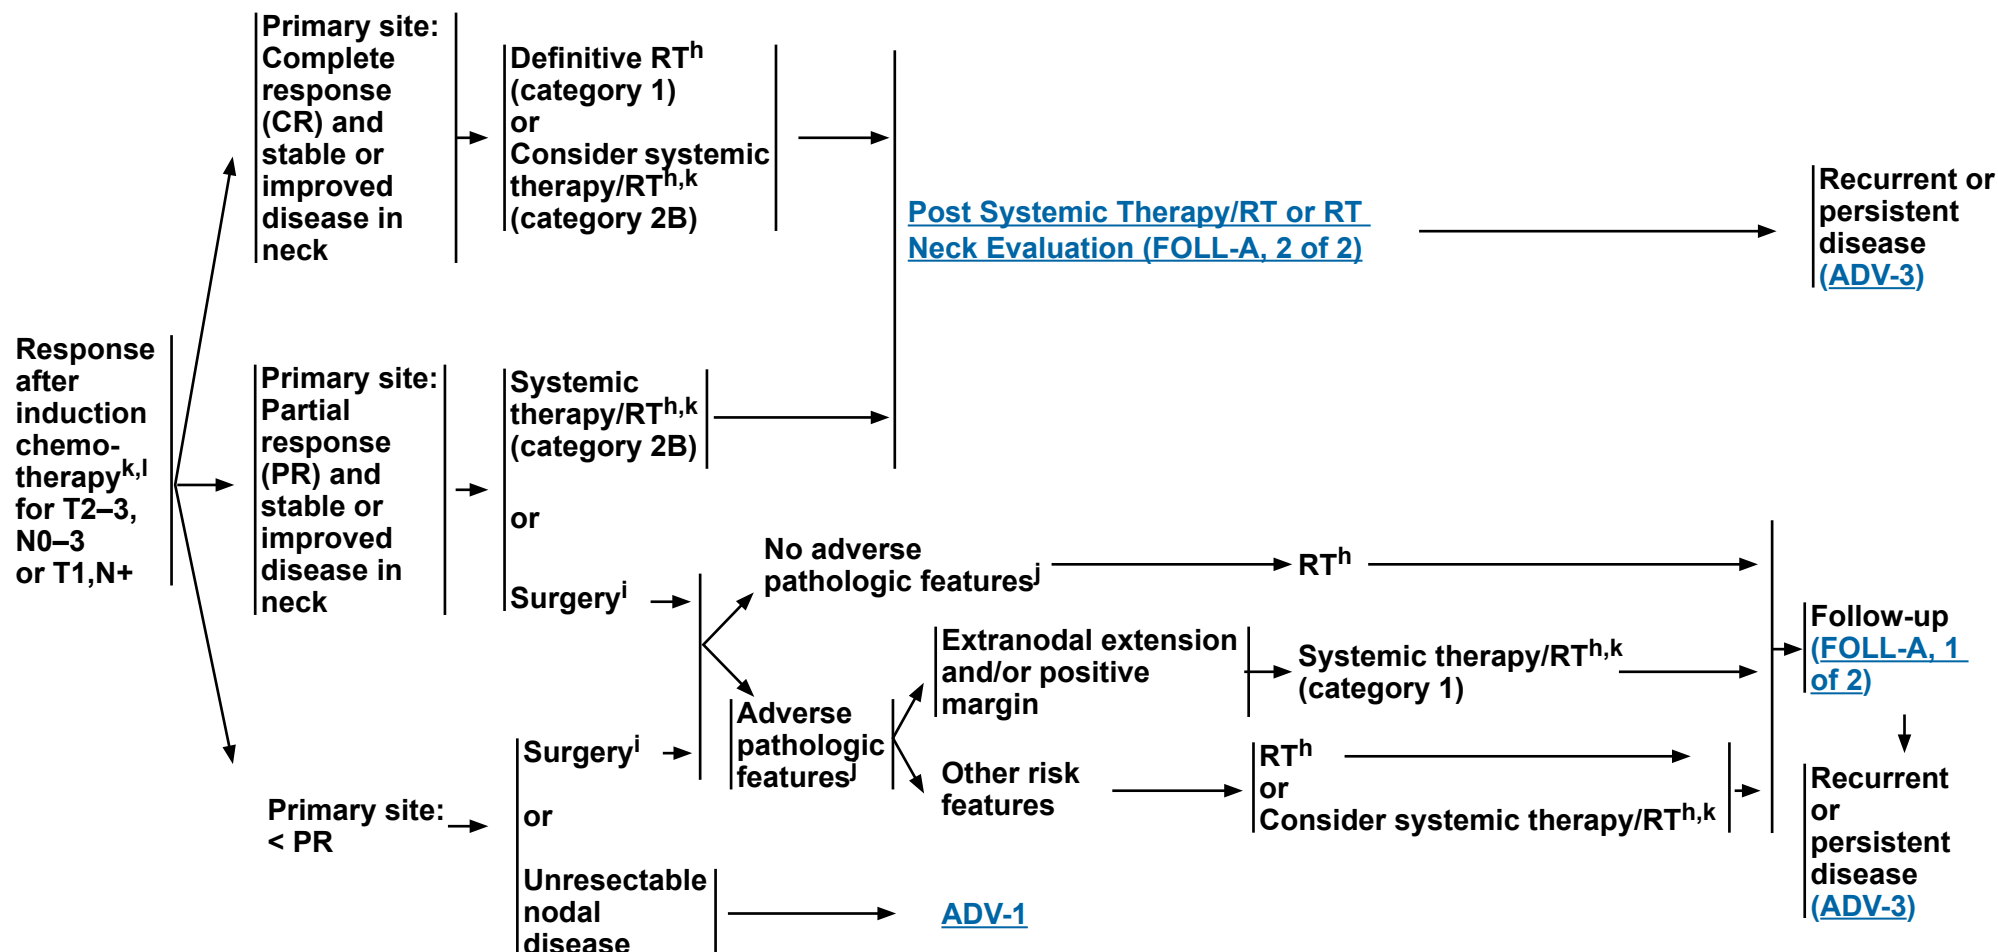 Primary site:
Complete
response
(CR) and
stable or
improved
disease in
neck
Definitive RTh
(category 1)
or
Consider systemic
therapy/RTh,k
(category 2B)
Post Systemic Therapy/RT or RT
Neck Evaluation (FOLL-A, 2 of 2)
Recurrent or
persistent
disease
(ADV-3)
Response
after
induction
chemo-
therapyk,l
for T2–3,
N0–3
or T1,N+
Primary site:
Partial
response
(PR) and
stable or
improved
disease in
neck
Systemic
therapy/RTh,k
(category 2B)
or
Surgeryi
No adverse
pathologic featuresj
RTh
Adverse
pathologic
featuresj
Extranodal extension
and/or positive
margin
Systemic therapy/RTh,k
(category 1)
Other risk
features
RTh
or
Consider systemic therapy/RTh,k
Follow-up
(FOLL-A, 1
of 2)
Recurrent
or
persistent
disease
(ADV-3)
Primary site:
< PR
Surgeryi
or
Unresectable
nodal
disease
ADV-1